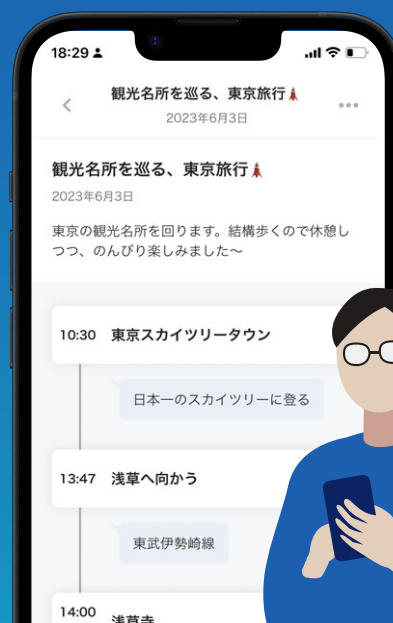 18:29
観光名所を巡る、東京旅行🗼
2023年6月3日
観光名所を巡る、東京旅行🗼
2023年6月3日
東京の観光名所を回ります。結構歩くので休憩し
つつ、のんびり楽しみました〜
10:30 東京スカイツリータウン
日本一のスカイツリーに登る
13:47 浅草へ向かう
東武伊勢崎線
14:00 浅草寺